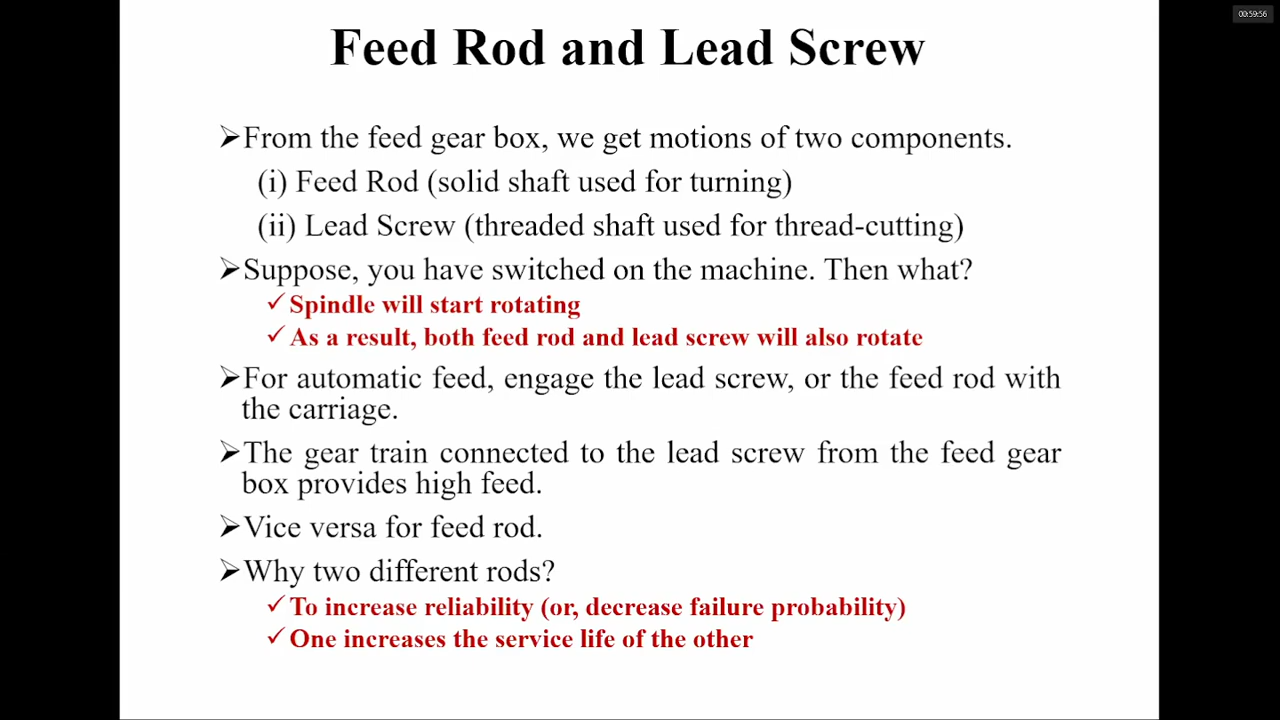 00:59:56
Feed Rod and Lead Screw
➢From the feed gear box, we get motions of two components.
(i) Feed Rod (solid shaft used for turning)
(ii) Lead Screw (threaded shaft used for thread-cutting)
➢Suppose, you have switched on the machine. Then what?
✓Spindle will start rotating
✓As a result, both feed rod and lead screw will also rotate
➢For automatic feed, engage the lead screw, or the feed rod with
the carriage.
➢The gear train connected to the lead screw from the feed gear
box provides high feed.
➢Vice versa for feed rod.
➢Why two different rods?
✓To increase reliability (or, decrease failure probability)
✓One increases the service life of the other